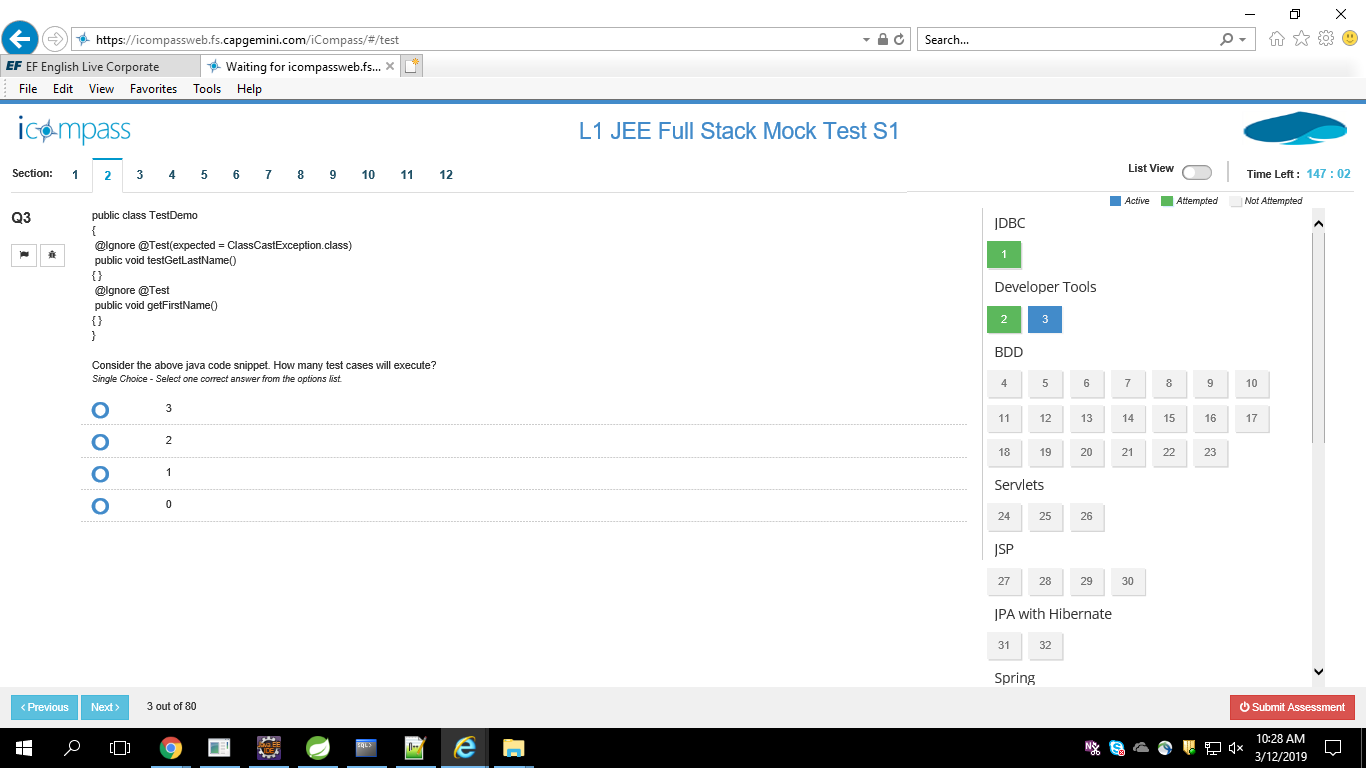 https://icompassweb.fs.capgemini.com/iCompass/#/test
Search...
EF EF English Live Corporate
Waiting for icompassweb.fs...
File Edit View Favorites Tools Help
icompass
L1 JEE Full Stack Mock Test S1
Section: 1 2 3 4 5 6 7 8 9 10 11 12
List View
Time Left : 147 : 02
Active Attempted Not Attempted
Q3
public class TestDemo
{
@Ignore @Test(expected = ClassCastException.class)
public void testGetLastName()
{ }
@Ignore @Test
public void getFirstName()
{ }
}
Consider the above java code snippet. How many test cases will execute?
Single Choice - Select one correct answer from the options list.
3
2
1
0
JDBC
1
Developer Tools
2 3
BDD
4 5 6 7 8 9 10
11 12 13 14 15 16 17
18 19 20 21 22 23
Servlets
24 25 26
JSP
27 28 29 30
JPA with Hibernate
31 32
Spring
‹ Previous
Next ›
3 out of 80
Submit Assessment
10:28 AM
3/12/2019